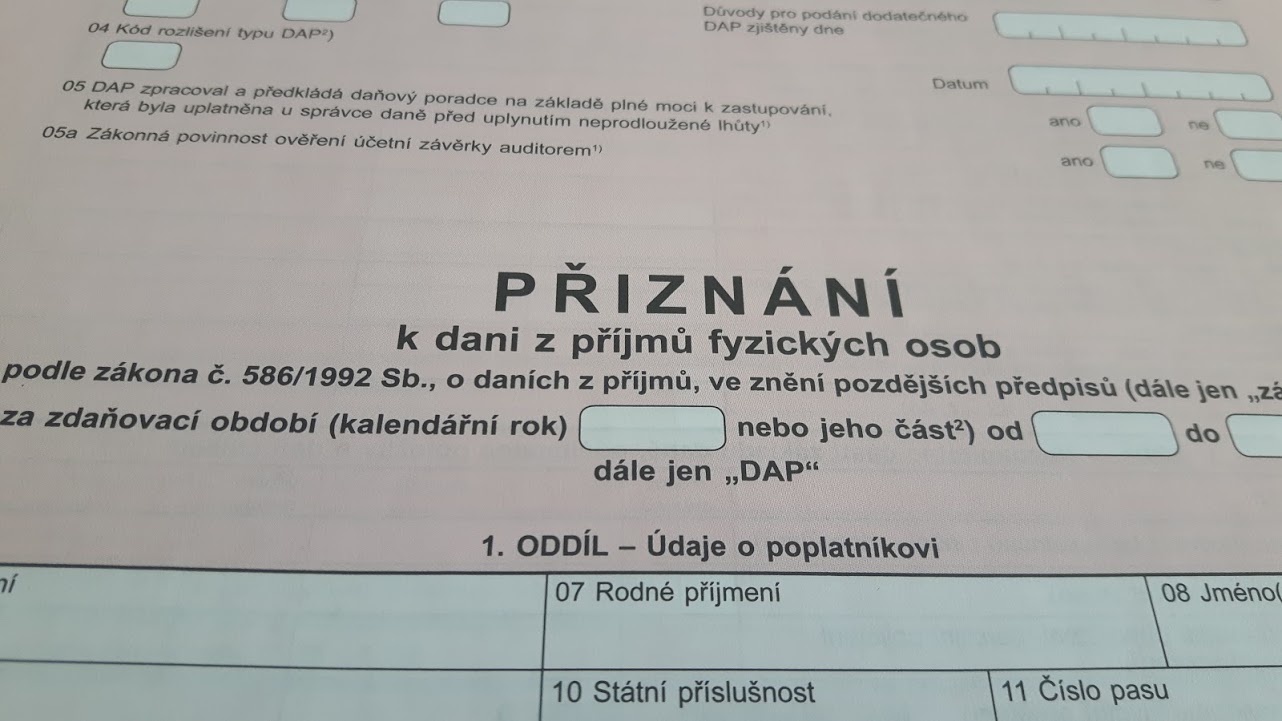 04 Kód rozlišení typu DAP²)
Důvody pro podání dodatečného
DAP zjištěny dne
Datum
05 DAP zpracoval a předkládá daňový poradce na základě plné moci k zastupování,
která byla uplatněna u správce daně před uplynutím neprodloužené lhůty¹⁾
ano
ne
05a Zákonná povinnost ověření účetní závěrky auditorem¹⁾
ano
ne
PŘIZNÁNÍ
k dani z příjmů fyzických osob
podle zákona č. 586/1992 Sb., o daních z příjmů, ve znění pozdějších předpisů (dále jen „zá
za zdaňovací období (kalendářní rok) nebo jeho část²) od do
dále jen „DAP“
1. ODDÍL – Údaje o poplatníkovi
ní
07 Rodné příjmení
08 Jméno(
10 Státní příslušnost
11 Číslo pasu